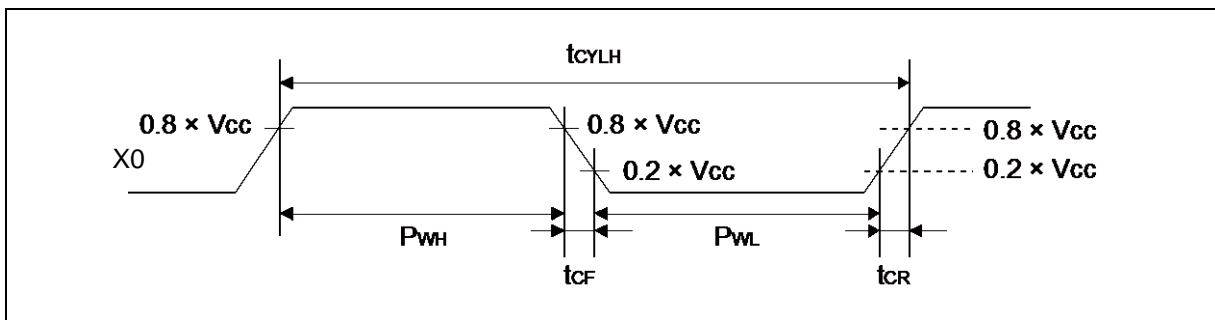 tCYLH
0.8 × Vcc
0.8 × Vcc
0.8 × Vcc
X0
0.2 × Vcc
0.2 × Vcc
PWH
PWL
tCF
tCR